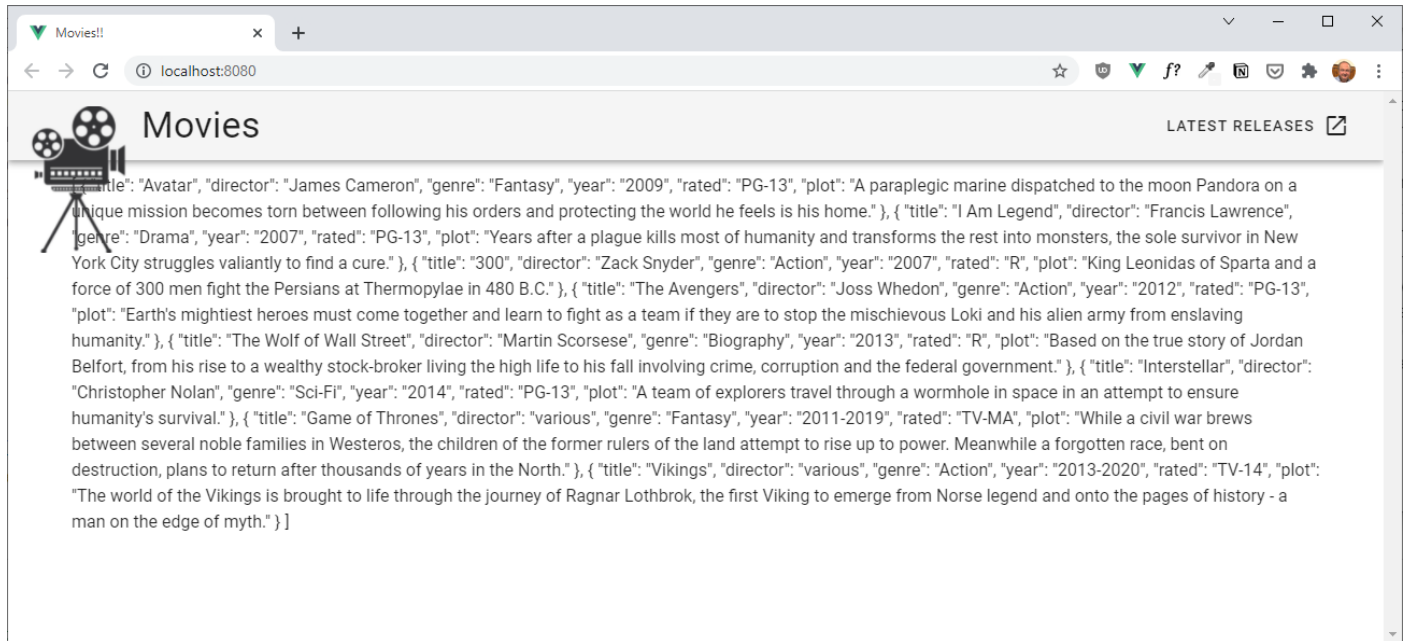 Movies!!
localhost:8080
Movies
LATEST RELEASES
"title": "Avatar", "director": "James Cameron", "genre": "Fantasy", "year": "2009", "rated": "PG-13", "plot": "A paraplegic marine dispatched to the moon Pandora on a
unique mission becomes torn between following his orders and protecting the world he feels is his home." }, { "title": "I Am Legend", "director": "Francis Lawrence",
"genre": "Drama", "year": "2007", "rated": "PG-13", "plot": "Years after a plague kills most of humanity and transforms the rest into monsters, the sole survivor in New
York City struggles valiantly to find a cure." }, { "title": "300", "director": "Zack Snyder", "genre": "Action", "year": "2007", "rated": "R", "plot": "King Leonidas of Sparta and a
force of 300 men fight the Persians at Thermopylae in 480 B.C." }, { "title": "The Avengers", "director": "Joss Whedon", "genre": "Action", "year": "2012", "rated": "PG-13",
"plot": "Earth's mightiest heroes must come together and learn to fight as a team if they are to stop the mischievous Loki and his alien army from enslaving
humanity." }, { "title": "The Wolf of Wall Street", "director": "Martin Scorsese", "genre": "Biography", "year": "2013", "rated": "R", "plot": "Based on the true story of Jordan
Belfort, from his rise to a wealthy stock-broker living the high life to his fall involving crime, corruption and the federal government." }, { "title": "Interstellar", "director":
"Christopher Nolan", "genre": "Sci-Fi", "year": "2014", "rated": "PG-13", "plot": "A team of explorers travel through a wormhole in space in an attempt to ensure
humanity's survival." }, { "title": "Game of Thrones", "director": "various", "genre": "Fantasy", "year": "2011-2019", "rated": "TV-MA", "plot": "While a civil war brews
between several noble families in Westeros, the children of the former rulers of the land attempt to rise up to power. Meanwhile a forgotten race, bent on
destruction, plans to return after thousands of years in the North." }, { "title": "Vikings", "director": "various", "genre": "Action", "year": "2013-2020", "rated": "TV-14", "plot":
"The world of the Vikings is brought to life through the journey of Ragnar Lothbrok, the first Viking to emerge from Norse legend and onto the pages of history - a
man on the edge of myth." } ]